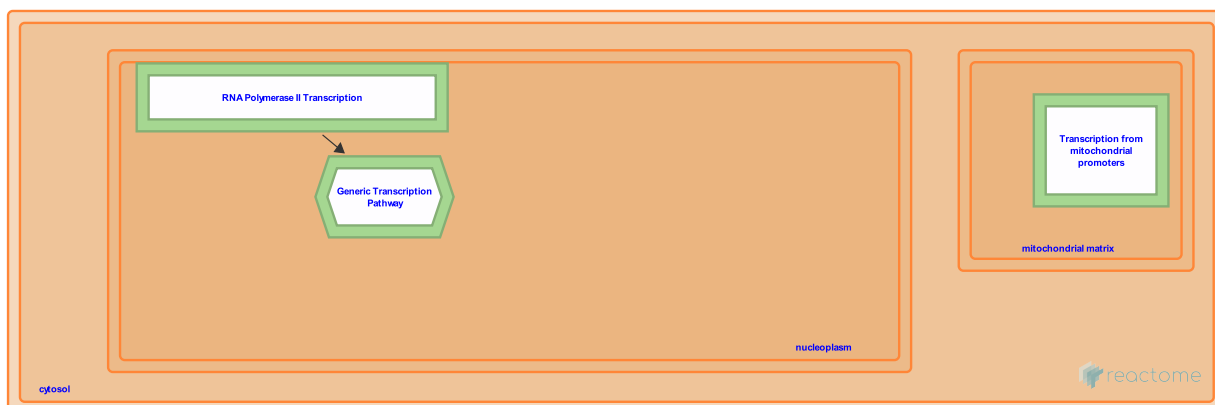 RNA Polymerase II Transcription
Generic Transcription
Pathway
Transcription from
mitochondrial
promoters
mitochondrial matrix
nucleoplasm
cytosol
reactome